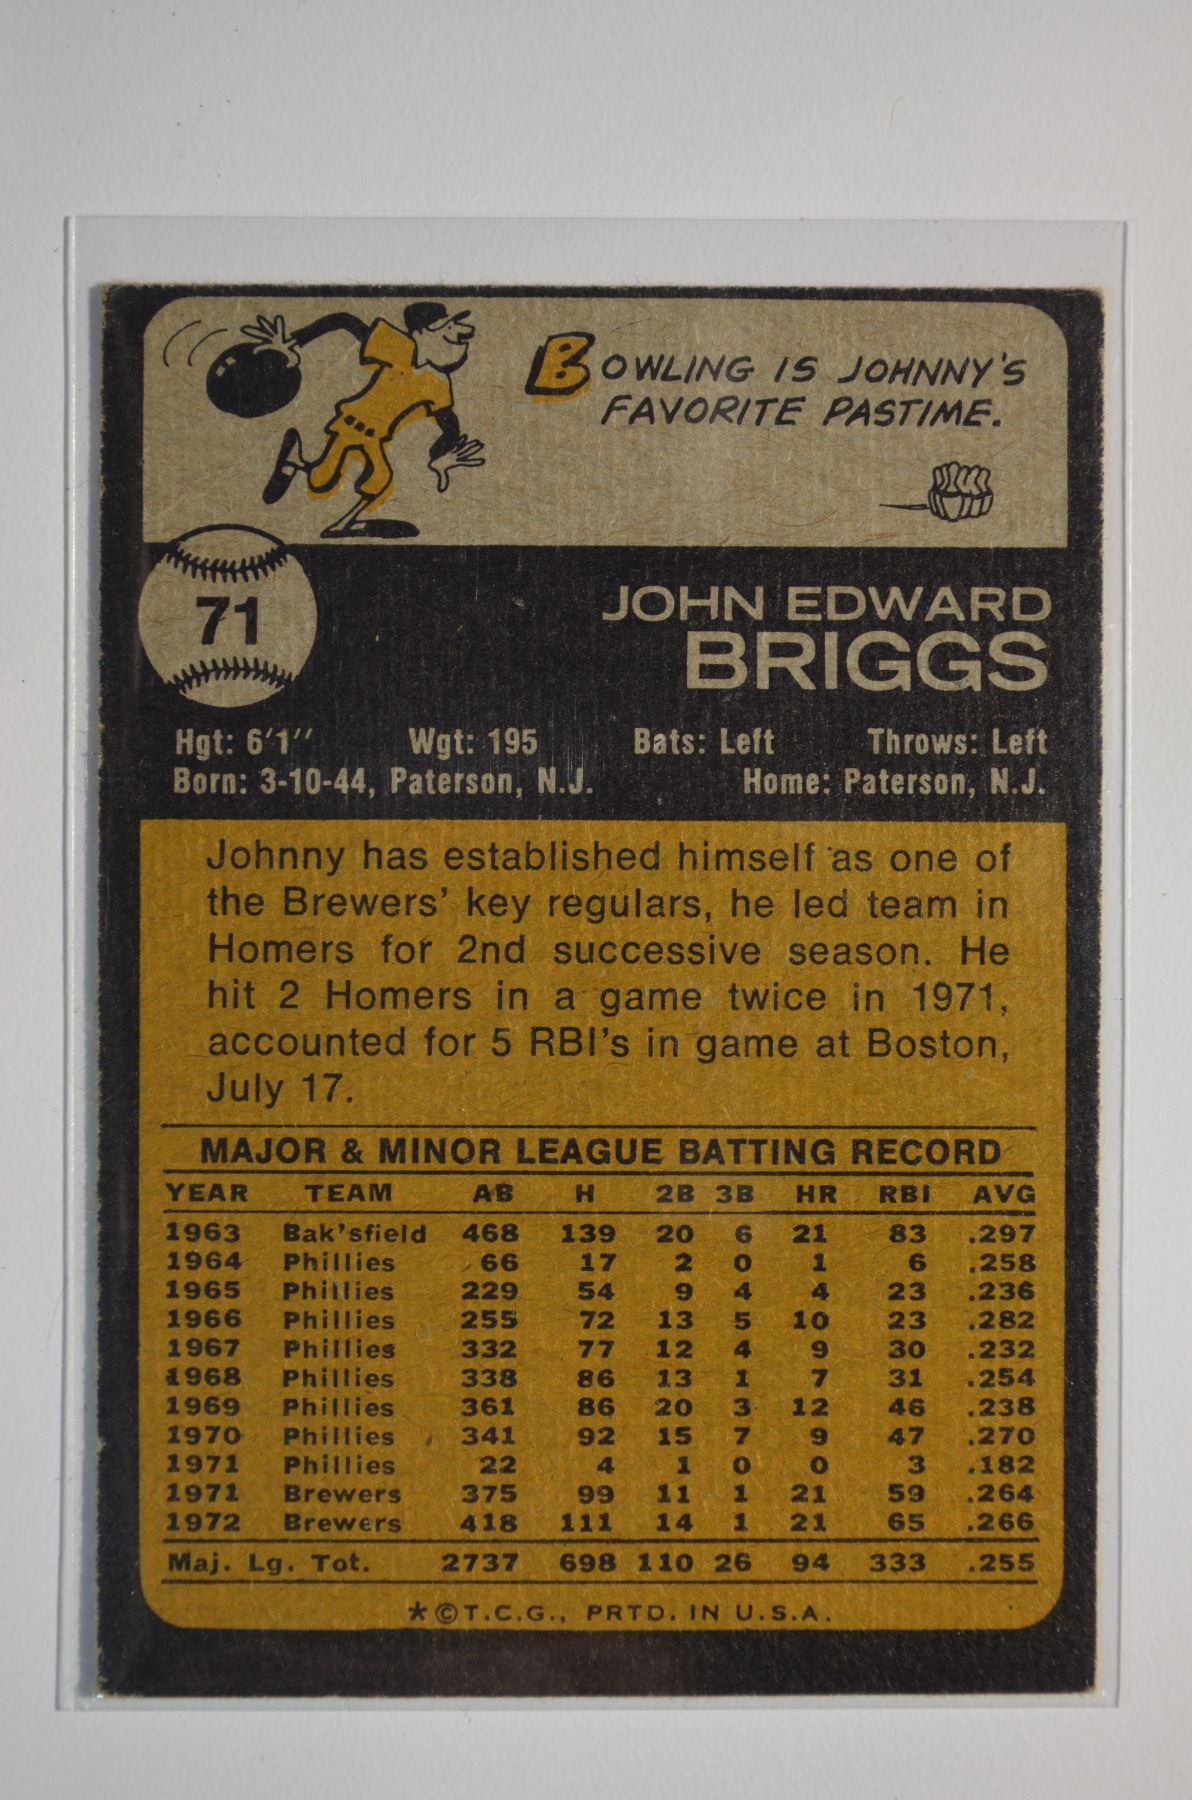 BOWLING IS JOHNNY'S
FAVORITE PASTIME.
71
JOHN EDWARD
BRIGGS
Hgt: 6'1'' Wgt: 195 Bats: Left Throws: Left
Born: 3-10-44, Paterson, N.J. Home: Paterson, N.J.
Johnny has established himself as one of
the Brewers' key regulars, he led team in
Homers for 2nd successive season. He
hit 2 Homers in a game twice in 1971,
accounted for 5 RBI's in game at Boston,
July 17.
MAJOR & MINOR LEAGUE BATTING RECORD
YEAR TEAM AB H 2B 3B HR RBI AVG
1963 Bak'sfield 468 139 20 6 21 83 .297
1964 Phillies 66 17 2 0 1 6 .258
1965 Phillies 229 54 9 4 4 23 .236
1966 Phillies 255 72 13 5 10 23 .282
1967 Phillies 332 77 12 4 9 30 .232
1968 Phillies 338 86 13 1 7 31 .254
1969 Phillies 361 86 20 3 12 46 .238
1970 Phillies 341 92 15 7 9 47 .270
1971 Phillies 22 4 1 0 0 3 .182
1971 Brewers 375 99 11 1 21 59 .264
1972 Brewers 418 111 14 1 21 65 .266
Maj. Lg. Tot. 2737 698 110 26 94 333 .255
*©T.C.G., PRTD. IN U.S.A.